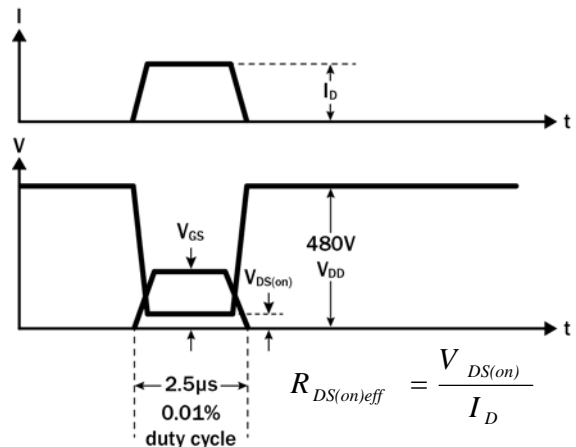 I
I_D
t
V
V_GS
V_DS(on)
480V
V_DD
t
2.5µs
0.01%
duty cycle
R_DS(on)eff = V_DS(on) / I_D